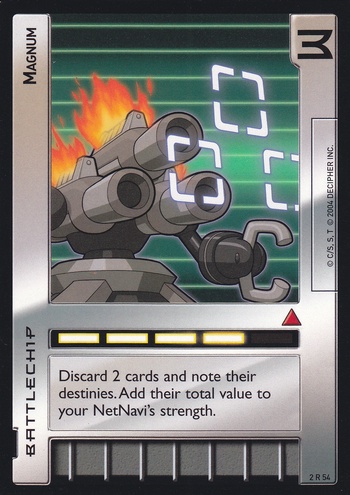 MAGNUM
© C/S, S, T © 2004 DECIPHER INC.
BATTLECHIP
Discard 2 cards and note their
destinies. Add their total value to
your NetNavi's strength.
2 R 54